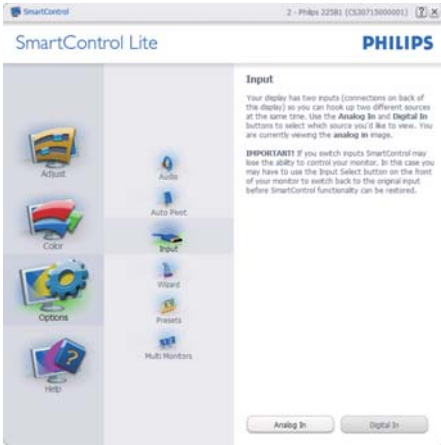 SmartControl
2 - Philips 225B1 (CS30715000001)
SmartControl Lite
PHILIPS
Adjust
Color
Options
Help
Audio
Auto Pivot
Input
Wizard
Presets
Multi Monitors
Input
Your display has two inputs (connections on back of
the display) so you can hook up two different sources
at the same time. Use the Analog In and Digital In
buttons to select which source you'd like to view. You
are currently viewing the analog in image.
IMPORTANT! If you switch inputs SmartControl may
lose the ability to control your monitor. In this case you
may have to use the Input Select button on the front
of your monitor to switch back to the original input
before SmartControl functionality can be restored.
Analog In
Digital In